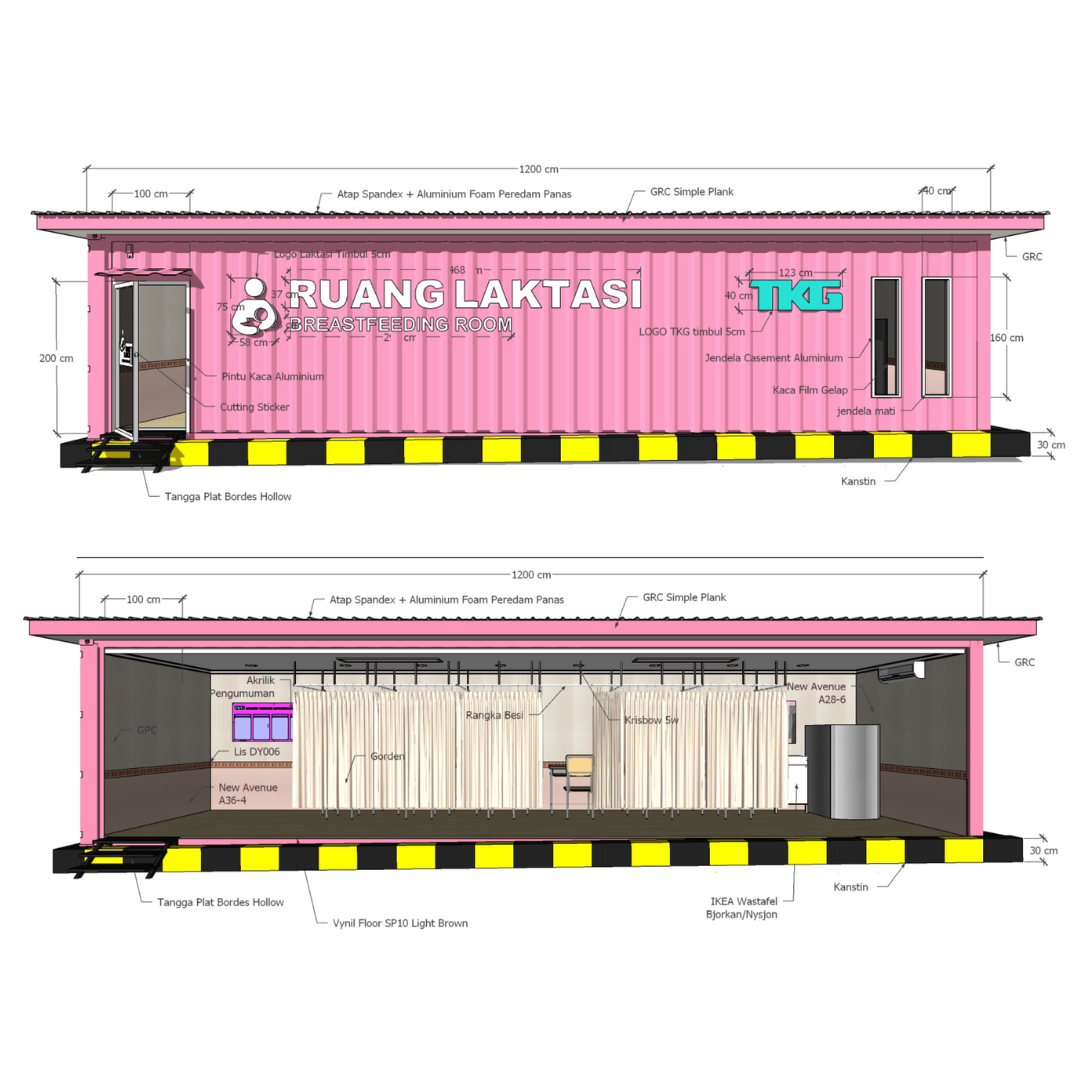 1200 cm
100 cm
Atap Spandex + Aluminium Foam Peredam Panas
GRC Simple Plank
40 cm
GRC
Logo Laktasi Timbul 5cm
468
123 cm
37 cm
RUANG LAKTASI
75 cm
40 cm
TKG
BREASTFEEDING ROOM
58 cm
cm
LOGO TKG timbul 5cm
160 cm
200 cm
Jendela Casement Aluminium
Pintu Kaca Aluminium
Kaca Film Gelap
Cutting Sticker
jendela mati
30 cm
Kanstin
Tangga Plat Bordes Hollow
1200 cm
100 cm
Atap Spandex + Aluminium Foam Peredam Panas
GRC Simple Plank
GRC
Akrilik
Pengumuman
New Avenue
A28-6
Rangka Besi
Krisbow 5w
GPC
Lis DY006
Gorden
New Avenue
A36-4
30 cm
Kanstin
Tangga Plat Bordes Hollow
IKEA Wastafel
Bjorkan/Nysjon
Vynil Floor SP10 Light Brown